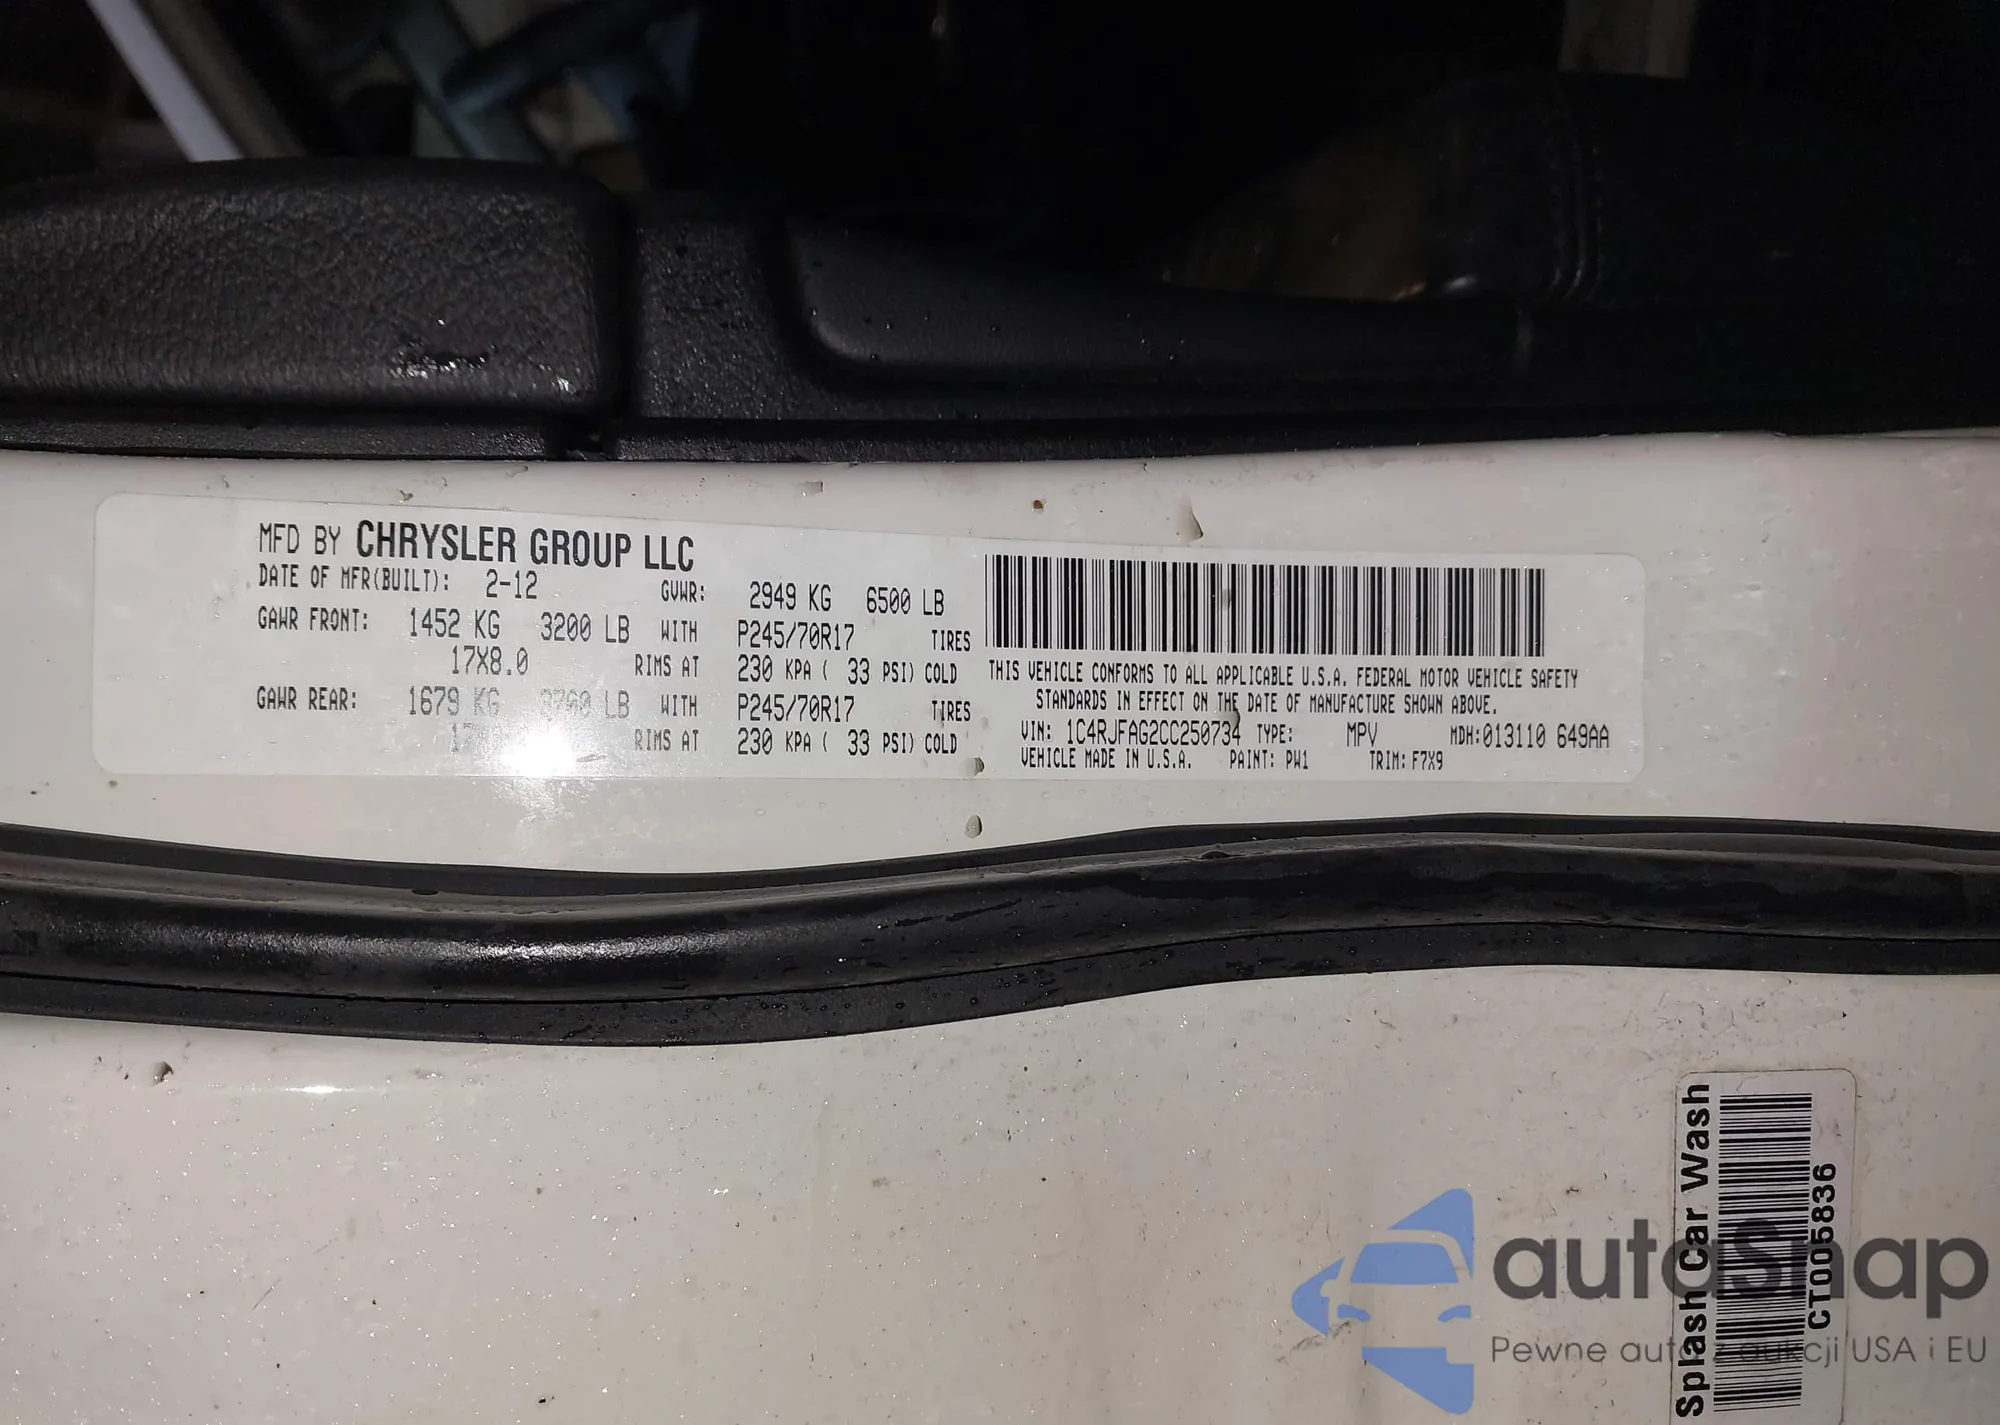 MFD BY CHRYSLER GROUP LLC
DATE OF MFR(BUILT): 2-12 GVWR: 2949 KG 6500 LB
GAWR FRONT: 1452 KG 3200 LB WITH P245/70R17 TIRES
17X8.0 RIMS AT 230 KPA ( 33 PSI) COLD
GAWR REAR: 1679 KG 3760 LB WITH P245/70R17 TIRES
RIMS AT 230 KPA ( 33 PSI) COLD
THIS VEHICLE CONFORMS TO ALL APPLICABLE U.S.A. FEDERAL MOTOR VEHICLE SAFETY
STANDARDS IN EFFECT ON THE DATE OF MANUFACTURE SHOWN ABOVE.
VIN: 1C4RJFAG2CC250734 TYPE: MPV MDH:013110 649AA
VEHICLE MADE IN U.S.A. PAINT: PW1 TRIM: F7X9
Splash Car Wash
CT005836
autasnap
Pewne auta z aukcji USA i EU